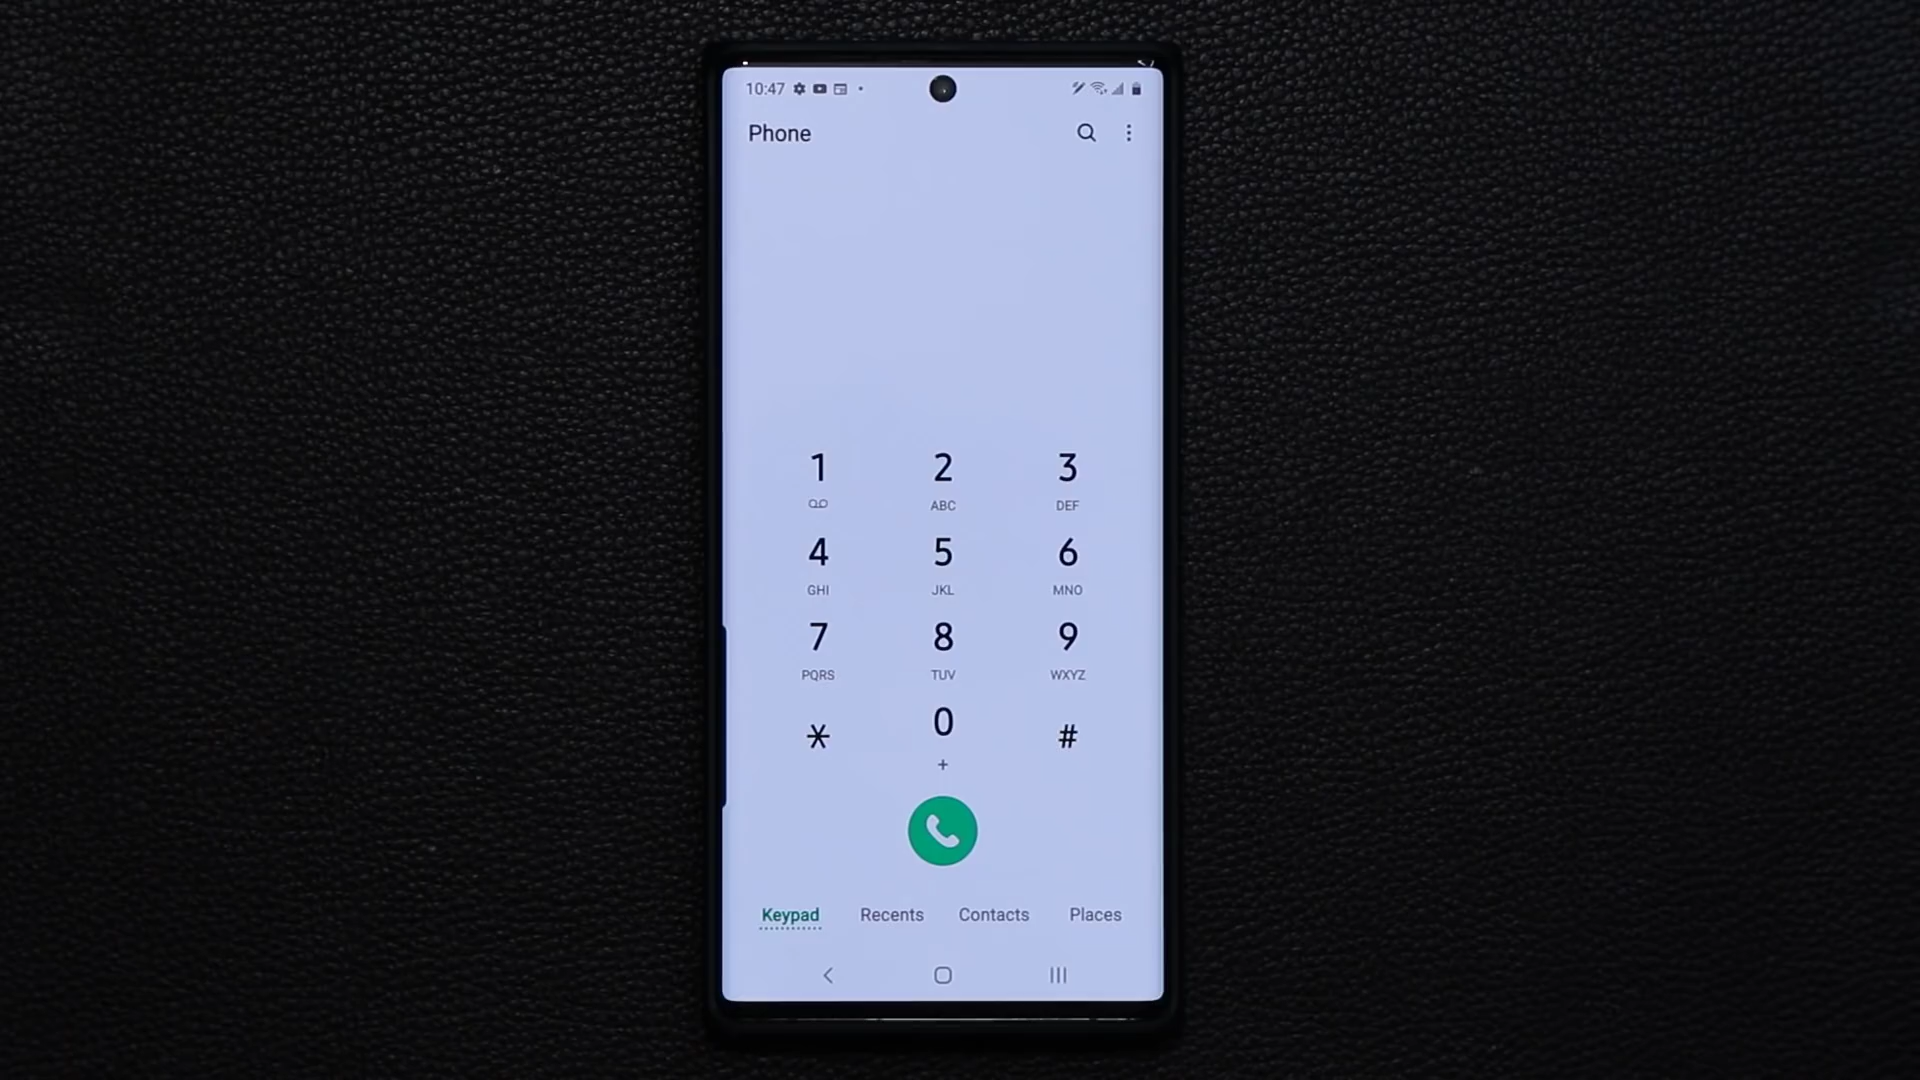 10:47
Phone
1 2 3
ABC DEF
4 5 6
GHI JKL MNO
7 8 9
PQRS TUV WXYZ
* 0 #
+
Keypad Recents Contacts Places